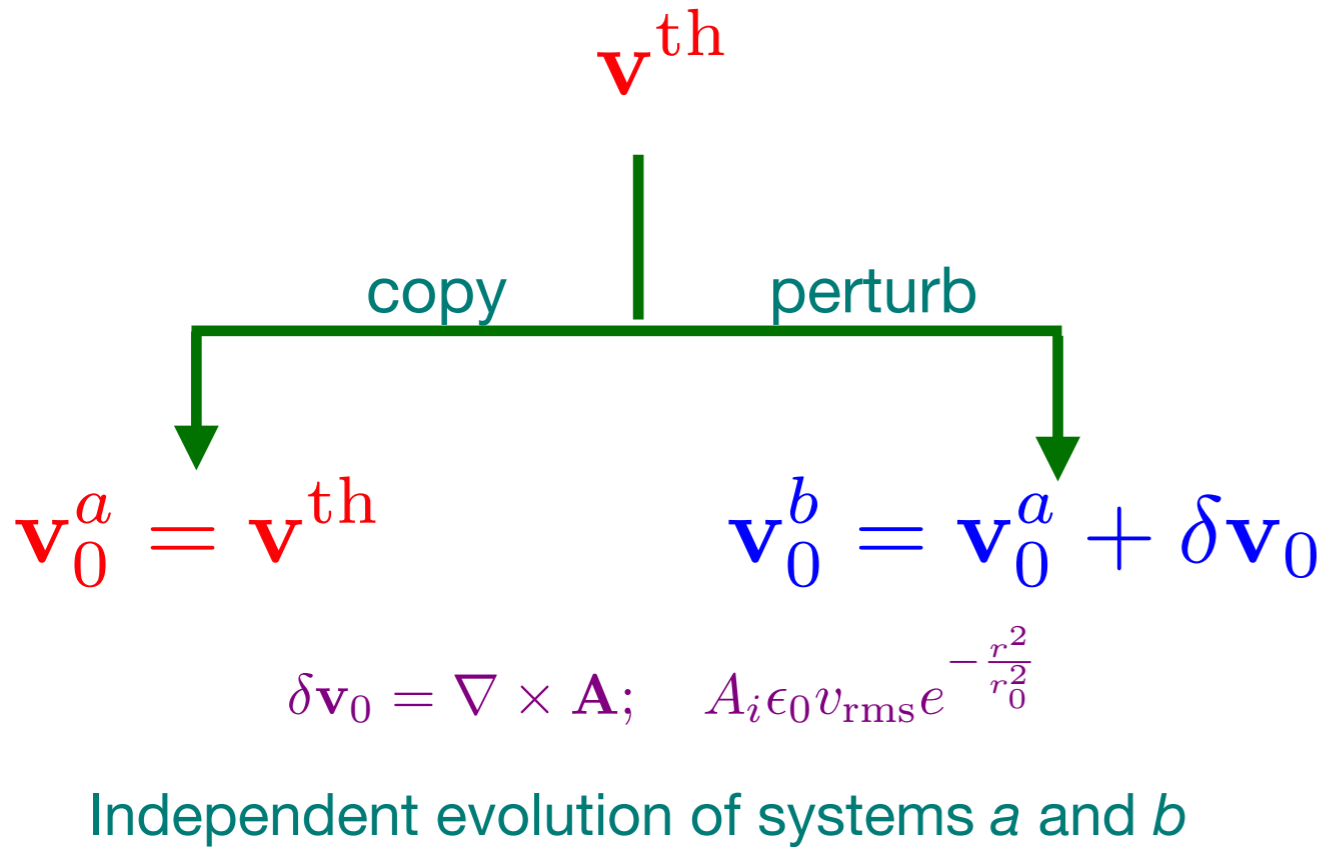 v^th
copy perturb
v_0^a = v^th
v_0^b = v_0^a + δv_0
δv_0 = ∇ × A; A_i ϵ_0 v_rms e^{-r^2/r_0^2}
Independent evolution of systems a and b